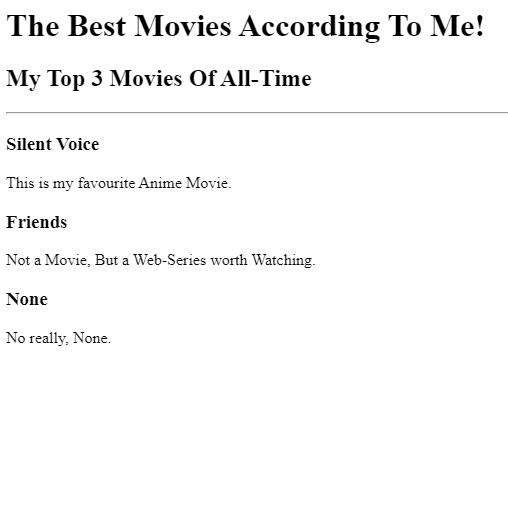 The Best Movies According To Me!
My Top 3 Movies Of All-Time
Silent Voice
This is my favourite Anime Movie.
Friends
Not a Movie, But a Web-Series worth Watching.
None
No really, None.